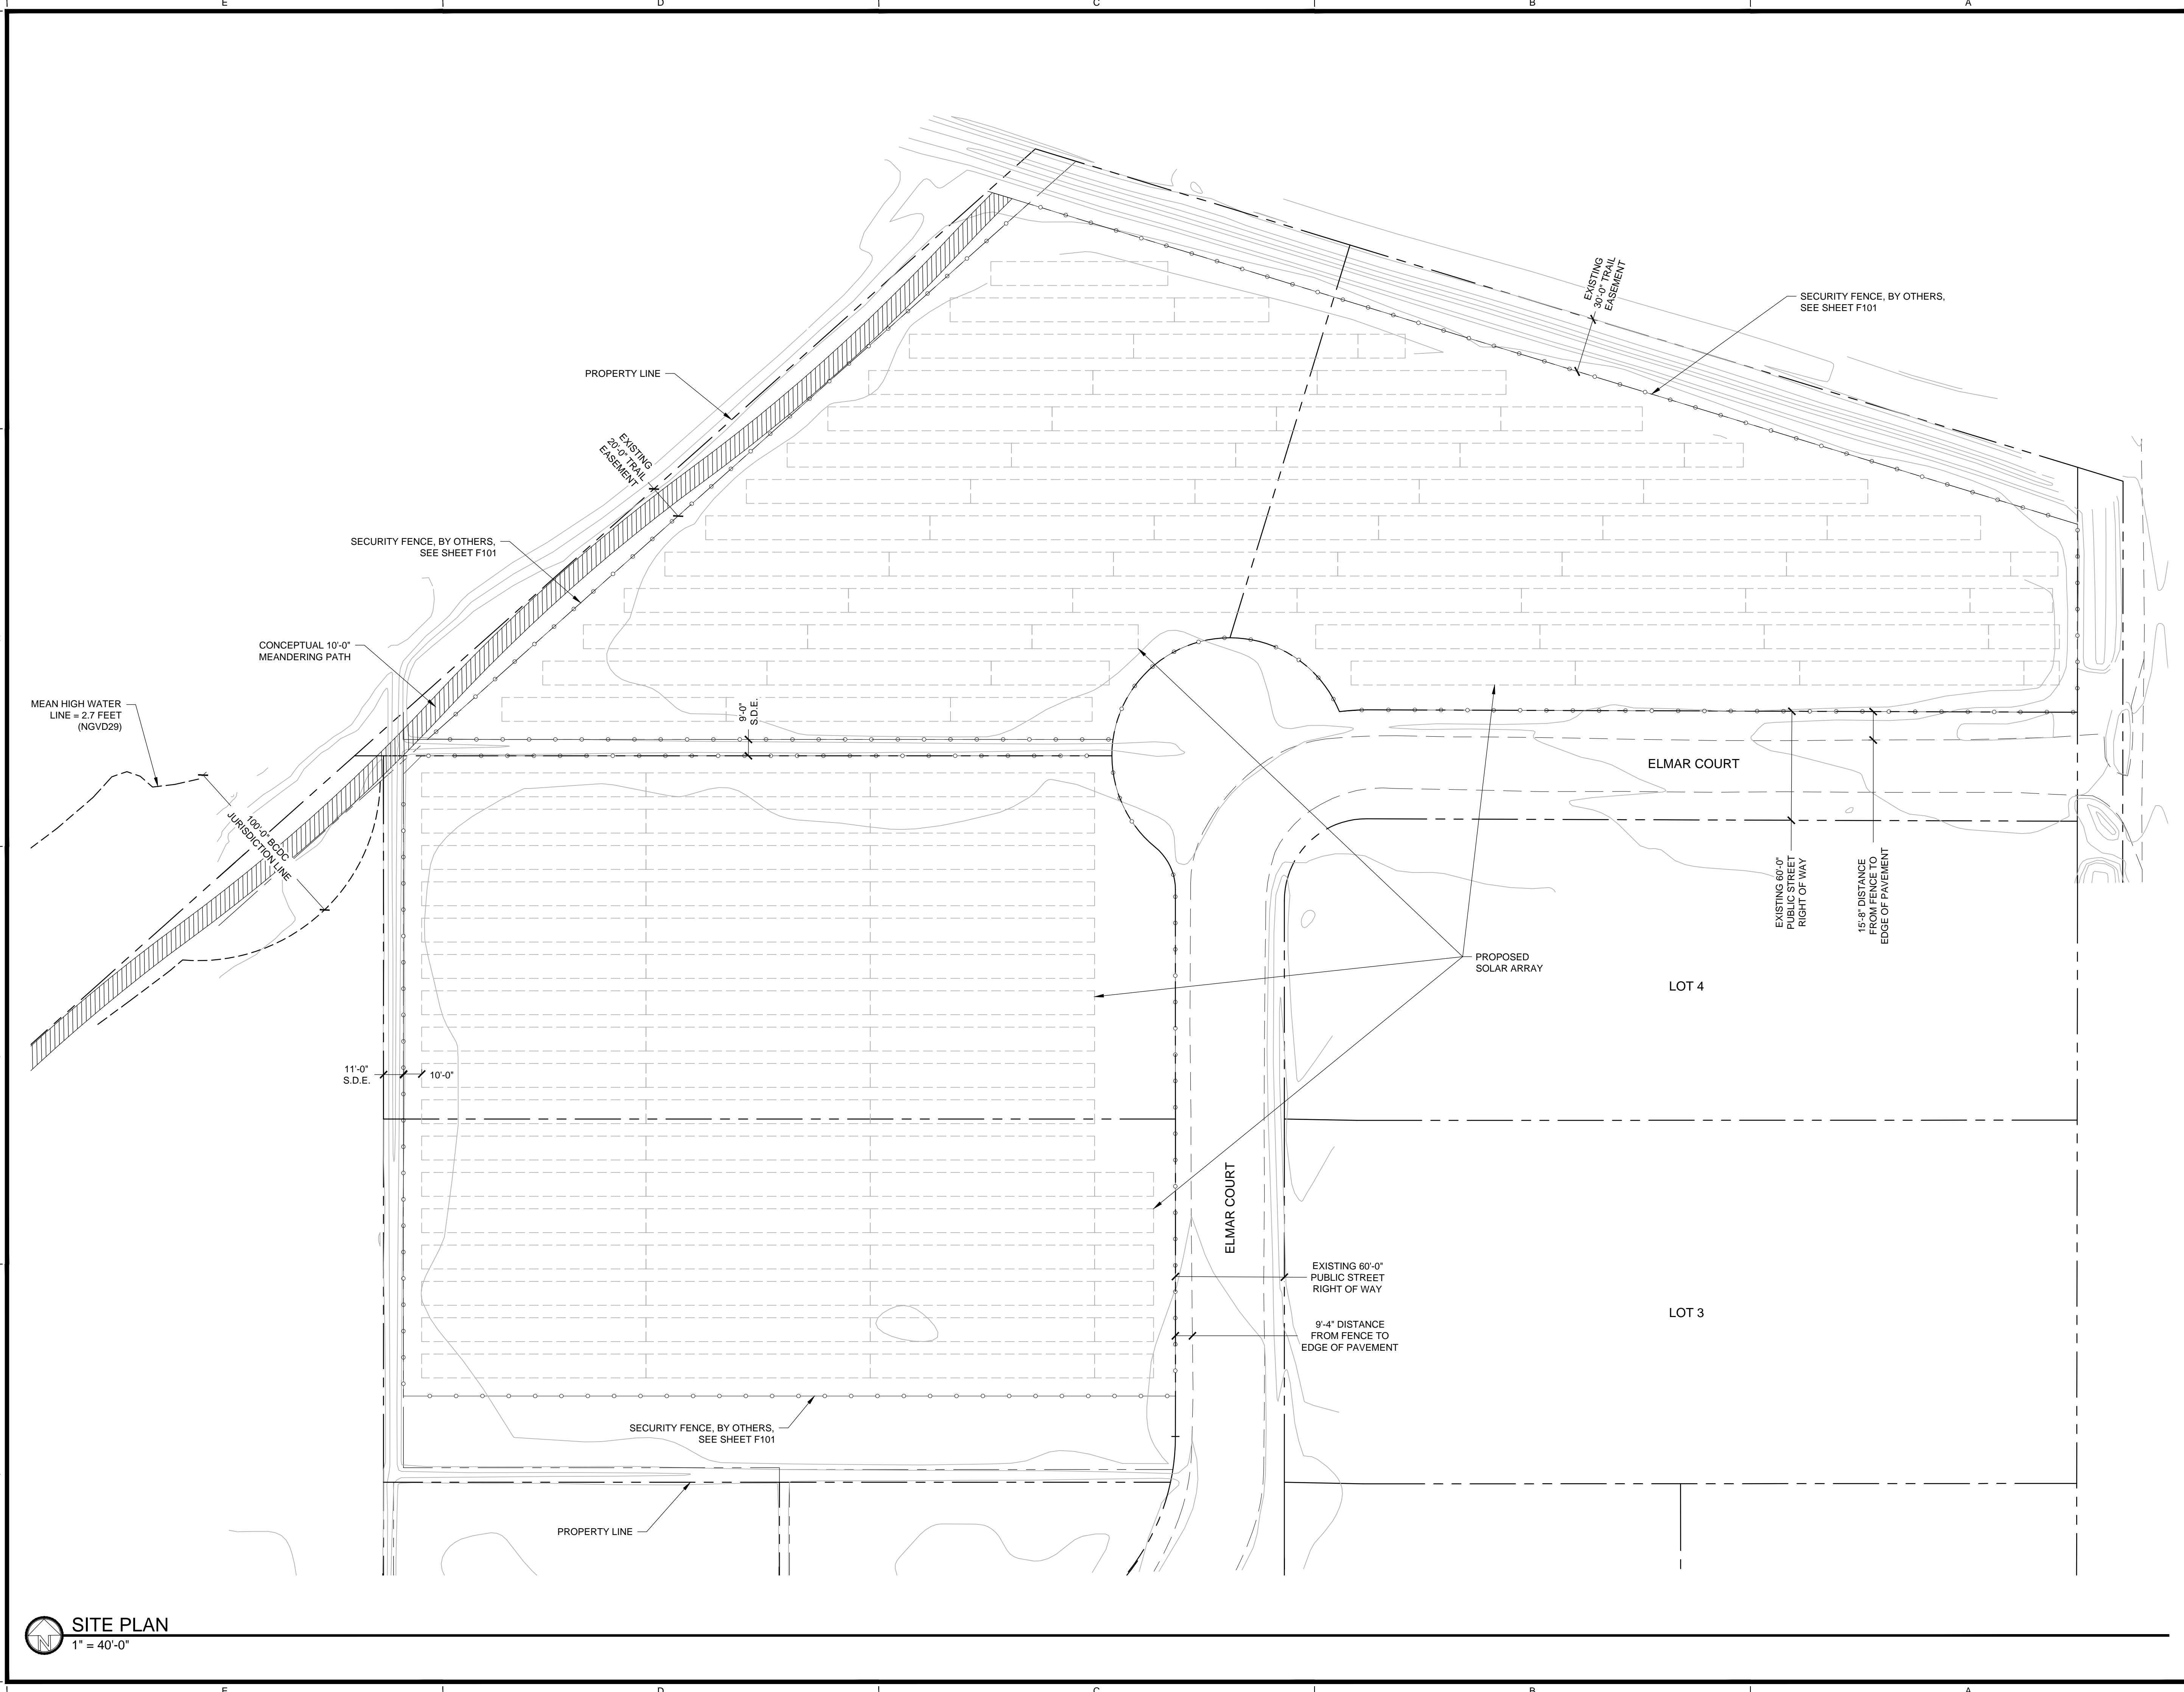 E
D
C
B
A
EXISTING
30'-0" TRAIL
EASEMENT
SECURITY FENCE, BY OTHERS,
SEE SHEET F101
PROPERTY LINE
EXISTING
20'-0" TRAIL
EASEMENT
SECURITY FENCE, BY OTHERS,
SEE SHEET F101
CONCEPTUAL 10'-0"
MEANDERING PATH
MEAN HIGH WATER
LINE = 2.7 FEET
(NGVD29)
9'-0"
S.D.E.
ELMAR COURT
100'-0" BCDC
JURISDICTION LINE
EXISTING 60'-0"
PUBLIC STREET
RIGHT OF WAY
15'-8" DISTANCE
FROM FENCE TO
EDGE OF PAVEMENT
PROPOSED
SOLAR ARRAY
LOT 4
11'-0"
S.D.E.
10'-0"
ELMAR COURT
EXISTING 60'-0"
PUBLIC STREET
RIGHT OF WAY
LOT 3
9'-4" DISTANCE
FROM FENCE TO
EDGE OF PAVEMENT
SECURITY FENCE, BY OTHERS,
SEE SHEET F101
PROPERTY LINE
N
SITE PLAN
1" = 40'-0"
E
D
C
B
A